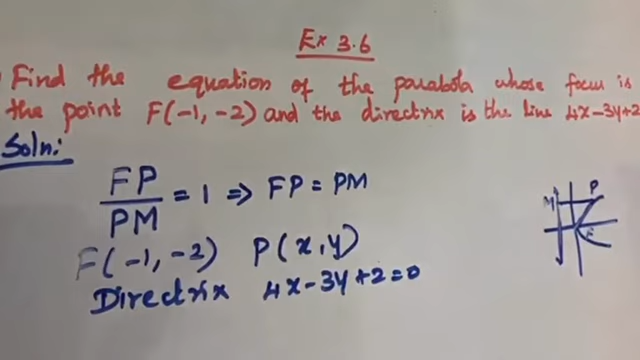 Ex 3.6
Find the equation of the parabola whose focus is
the point F(-1, -2) and the directrix is the line 4x-3y+2
Soln:
FP/PM = 1 ⇒ FP = PM
F(-1, -2) P(x, y)
Directrix 4x-3y+2=0
M P
F